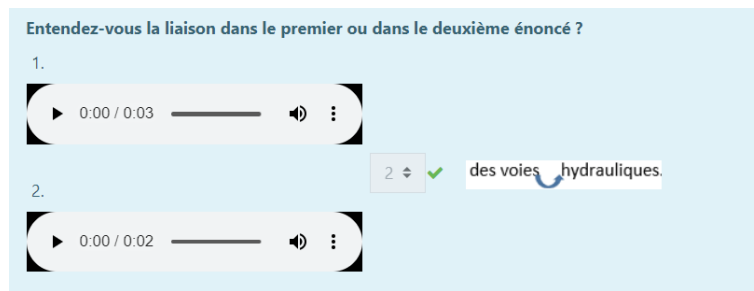 Entendez-vous la liaison dans le premier ou dans le deuxième énoncé ?
1.
0:00 / 0:03
2 des voies hydrauliques.
2.
0:00 / 0:02